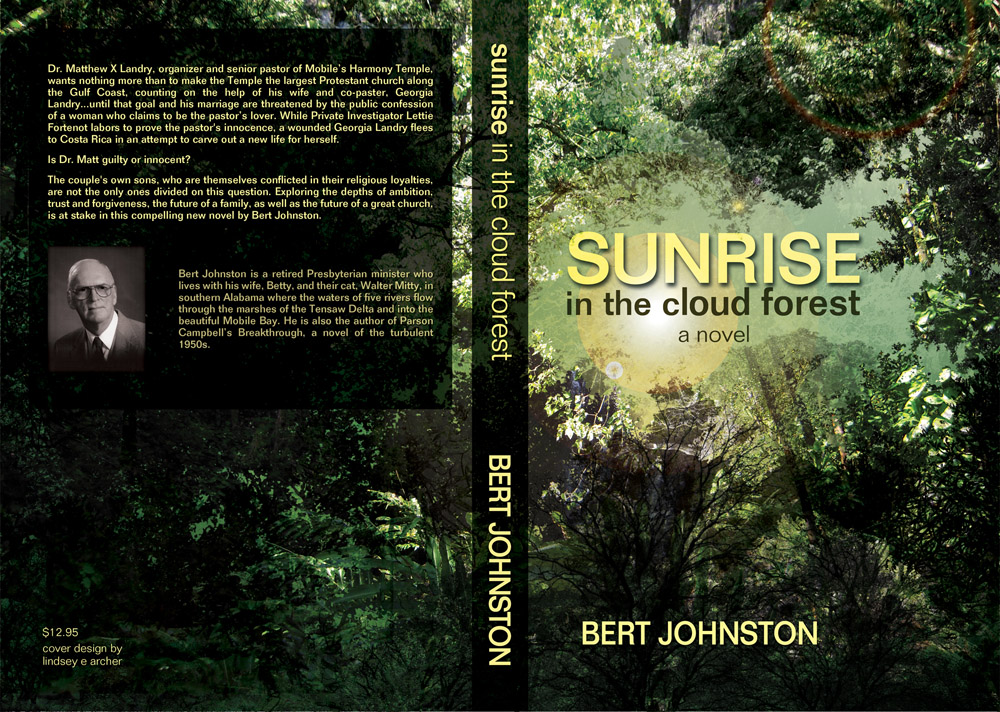 Dr. Matthew X Landry, organizer and senior pastor of Mobile's Harmony Temple,
wants nothing more than to make the Temple the largest Protestant church along
the Gulf Coast, counting on the help of his wife and co-paster, Georgia
Landry...until that goal and his marriage are threatened by the public confession
of a woman who claims to be the pastor's lover. While Private Investigator Lettie
Fortenot labors to prove the pastor's innocence, a wounded Georgia Landry flees
to Costa Rica in an attempt to carve out a new life for herself.
Is Dr. Matt guilty or innocent?
The couple's own sons, who are themselves conflicted in their religious loyalties,
are not the only ones divided on this question. Exploring the depths of ambition,
trust and forgiveness, the future of a family, as well as the future of a great church,
is at stake in this compelling new novel by Bert Johnston.
Bert Johnston is a retired Presbyterian minister who
lives with his wife, Betty, and their cat, Walter Mitty, in
southern Alabama where the waters of five rivers flow
through the marshes of the Tensaw Delta and into the
beautiful Mobile Bay. He is also the author of Parson
Campbell's Breakthrough, a novel of the turbulent
1950s.
$12.95
cover design by
lindsey e archer
sunrise in the cloud forest
BERT JOHNSTON
SUNRISE
in the cloud forest
a novel
BERT JOHNSTON